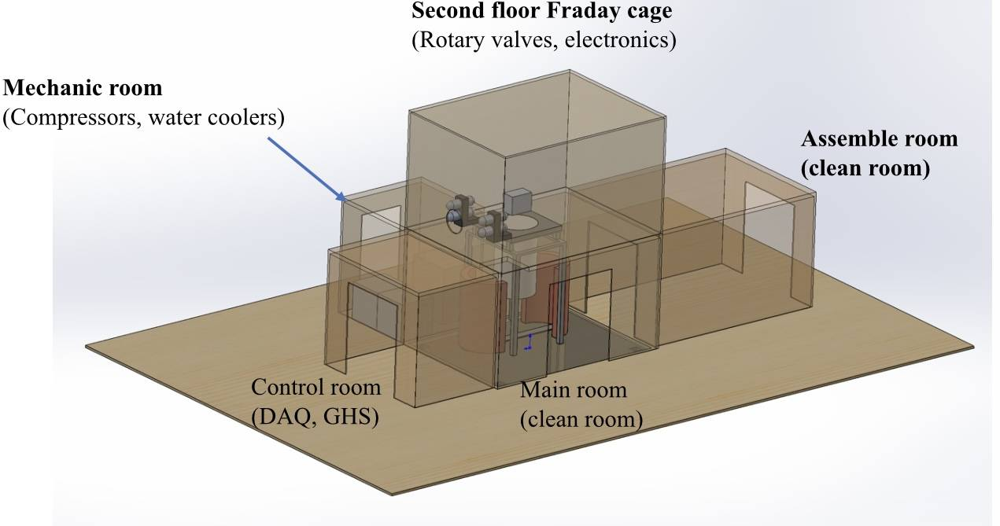 Second floor Fraday cage
(Rotary valves, electronics)
Mechanic room
(Compressors, water coolers)
Assemble room
(clean room)
Control room
(DAQ, GHS)
Main room
(clean room)